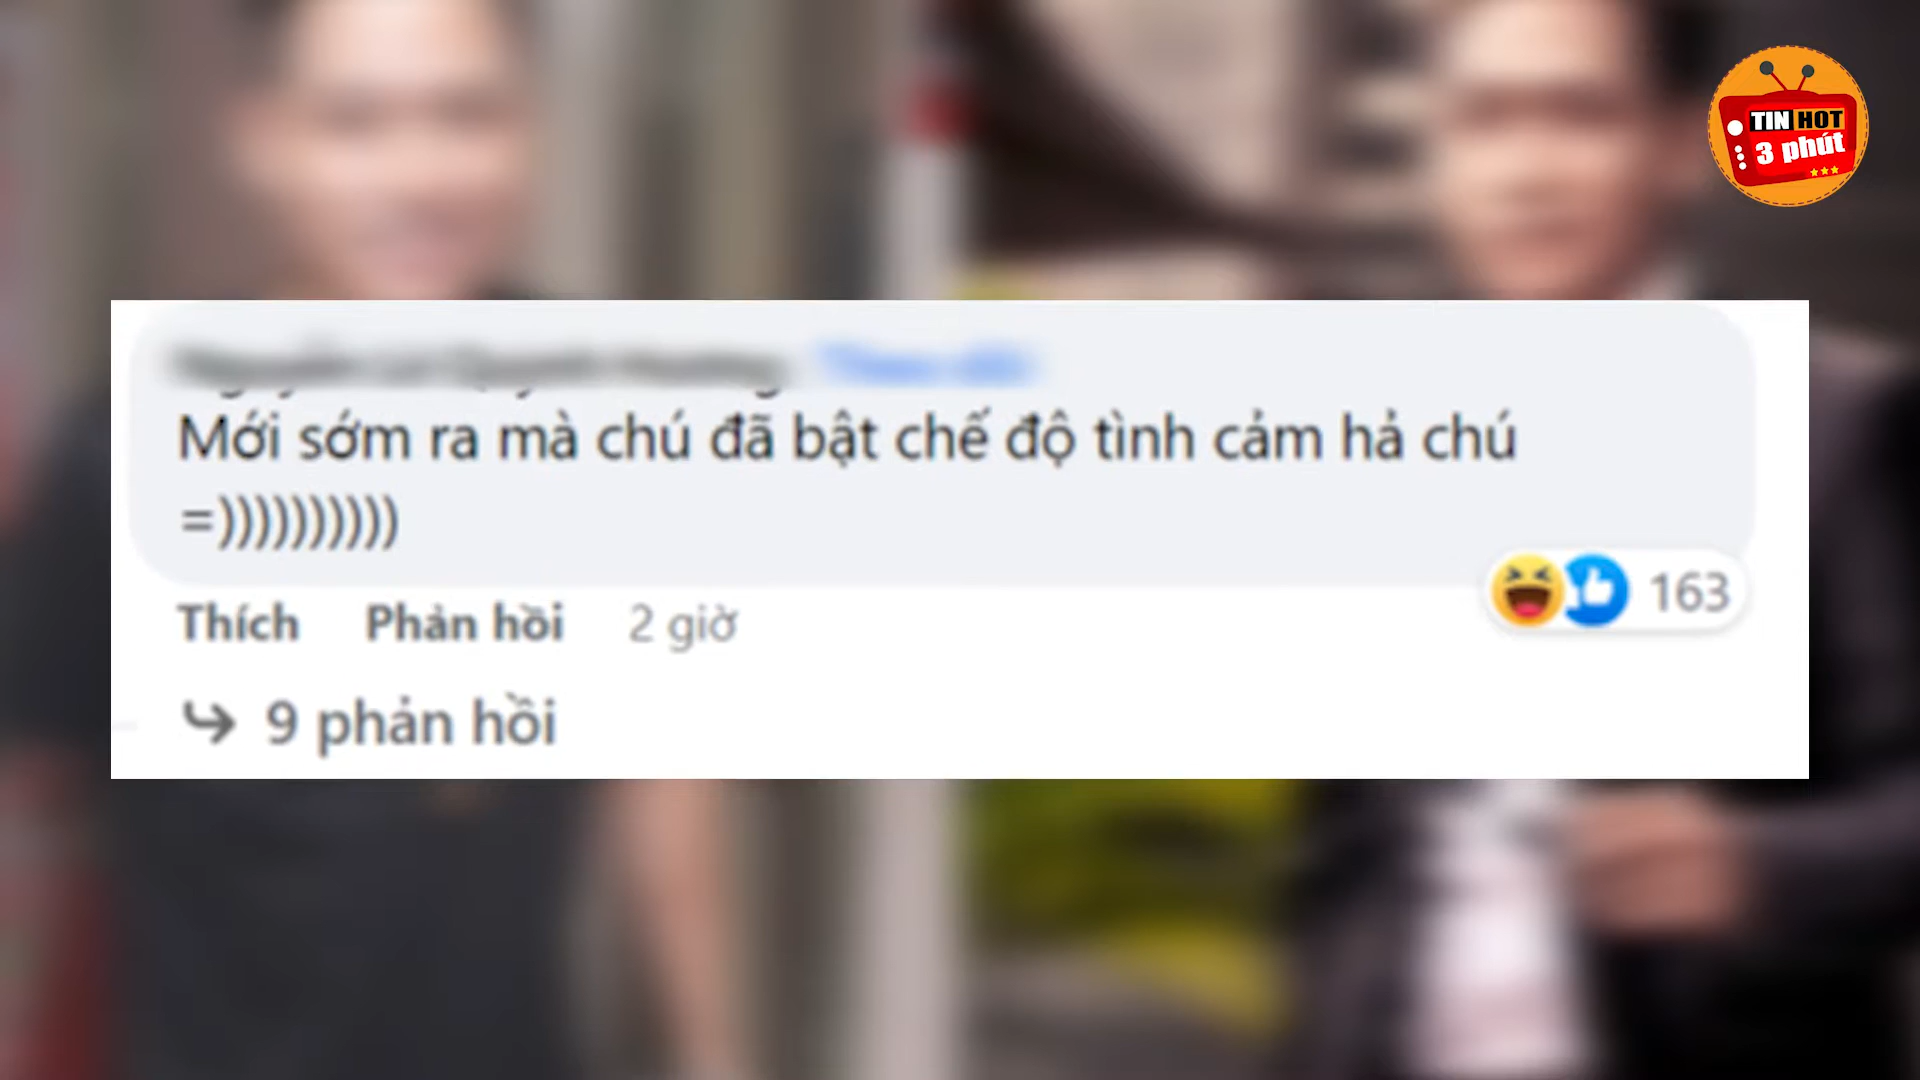 TIN HOT
3 phút
Mới sớm ra mà chú đã bật chế độ tình cảm hả chú
=))))))))))
163
Thích Phản hồi 2 giờ
9 phản hồi